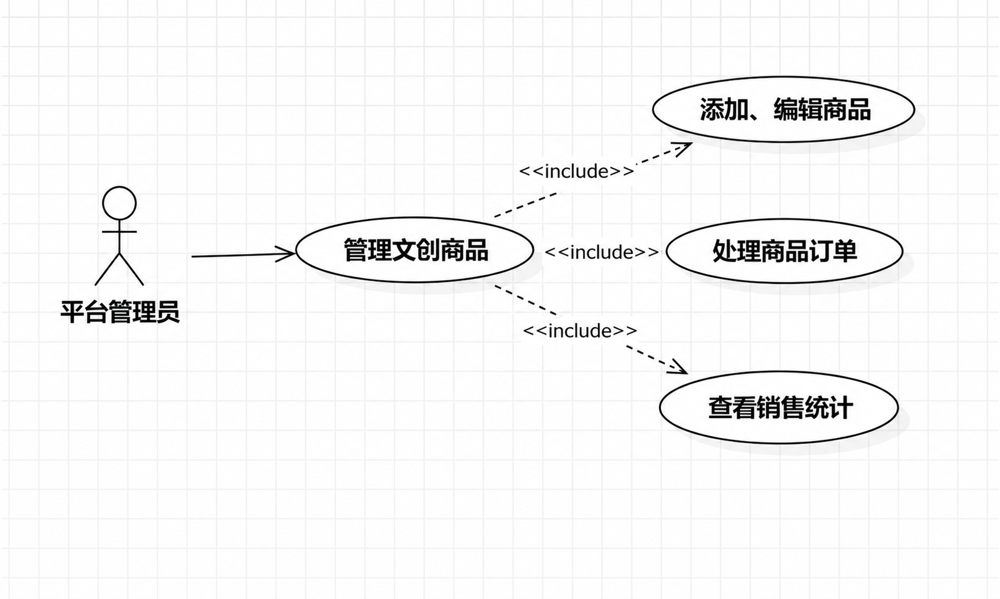 添加、编辑商品
<<include>>
平台管理员
管理文创商品
<<include>>
处理商品订单
<<include>>
查看销售统计